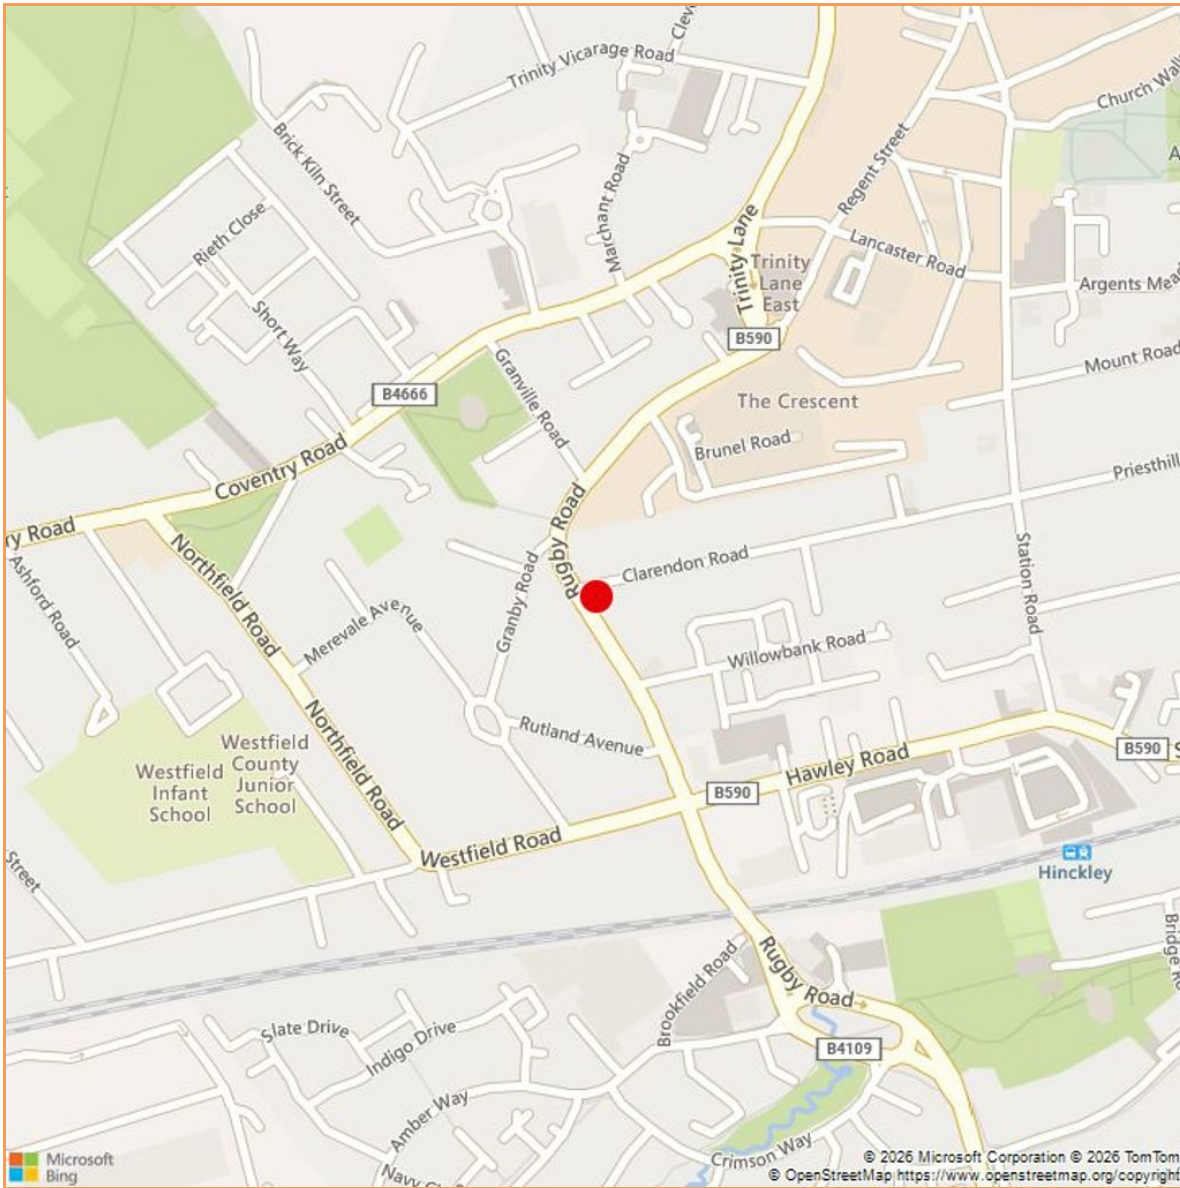 Trinity Vicarage Road
Church Walk
Brick Kiln Street
Regent Street
Marchant Road
Rieth Close
Trinity Lane
Lancaster Road
Trinity
Lane
East
Argents Mead
Short Way
B590
Mount Road
Granville Road
B4666
The Crescent
Brunel Road
Coventry Road
Priesthill
ry Road
Rugby Road
Northfield Road
Ashford Road
Granby Road
Rugby
Clarendon Road
Station Road
Merevale Avenue
Willowbank Road
Northfield Road
Rutland Avenue
Westfield
County
Junior
School
Westfield
Infant
School
Hawley Road
B590
B590
S
Westfield Road
Street
Hinckley
Bridge R
Rugby Road
Brookfield Road
Slate Drive
Indigo Drive
B4109
Amber Way
Crimson Way
Navy C
Microsoft
Bing
© 2026 Microsoft Corporation © 2026 TomTom
© OpenStreetMap https://www.openstreetmap.org/copyright